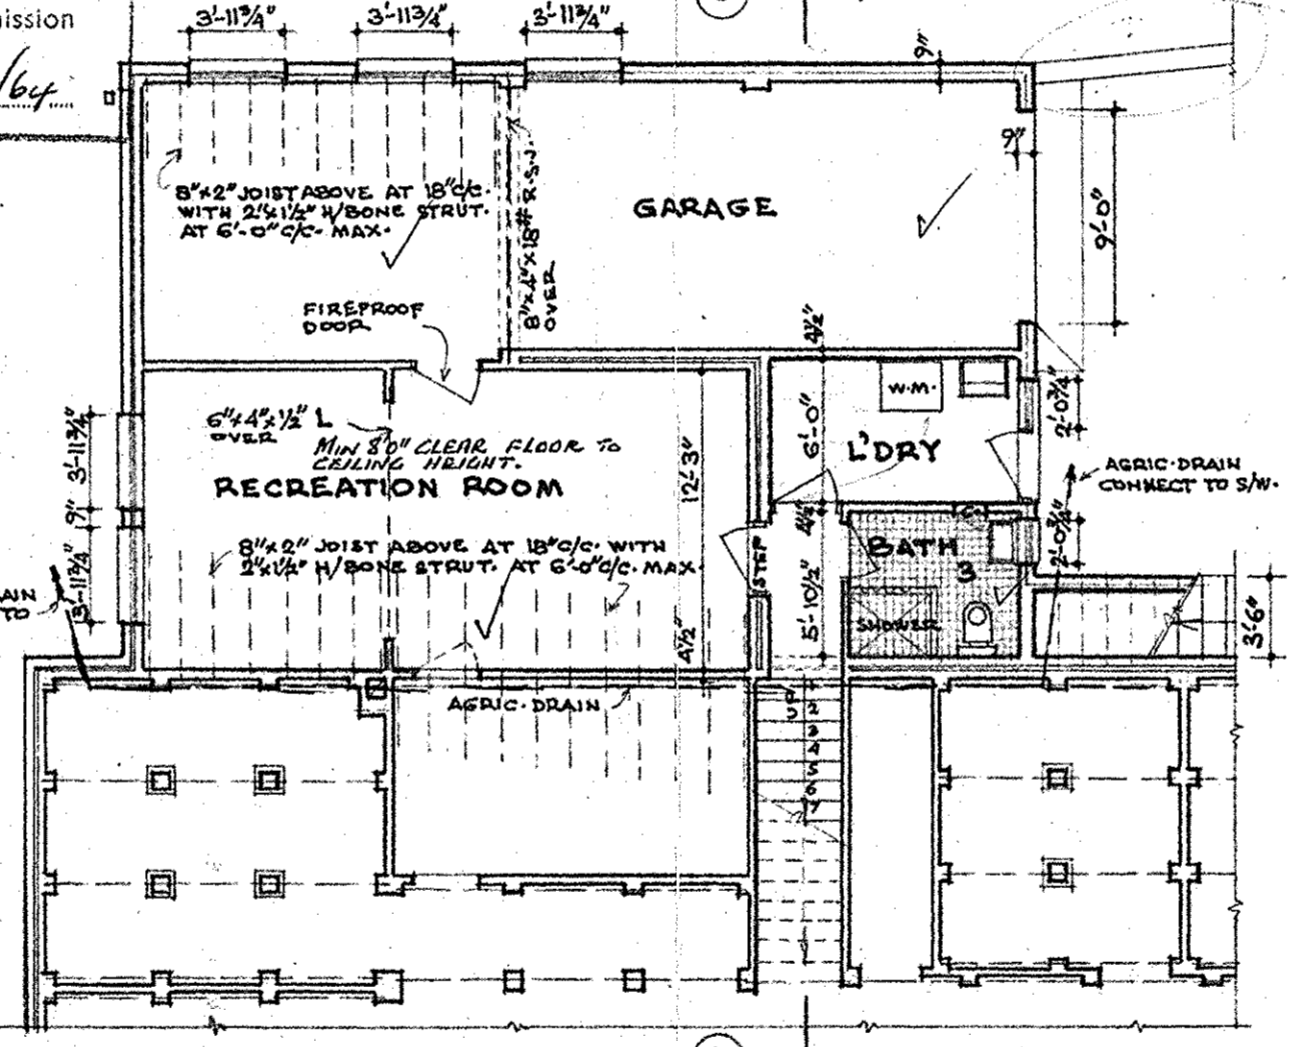 mission
/64
3'-11¾"
3'-11¾"
3'-11¾"
9"
9"
9'-0"
8"x2" JOIST ABOVE AT 18"C/C.
WITH 2"x1½" H/BONE STRUT.
AT 6'-0" C/C. MAX.
8"x4"x18# R.S.J.
OVER
GARAGE
FIREPROOF
DOOR
4½"
W.M.
6'-0"
L'DRY
2'-0¾"
6"x4"x½" L
OVER
MIN 8'0" CLEAR FLOOR TO
CEILING HEIGHT.
RECREATION ROOM
12'-3"
3'-11¾"
9"
3'-11¾"
AGRIC-DRAIN
CONNECT TO S/W.
4½"
BATH
3
2'-0¾"
8"x2" JOIST ABOVE AT 18"C/C. WITH
2"x1½" H/BONE STRUT. AT 6'-0"C/C. MAX.
STEP
5'-10½"
SHOWER
AIN
TO
3'-6"
4½"
AGRIC-DRAIN
UP
1
2
3
4
5
6
7